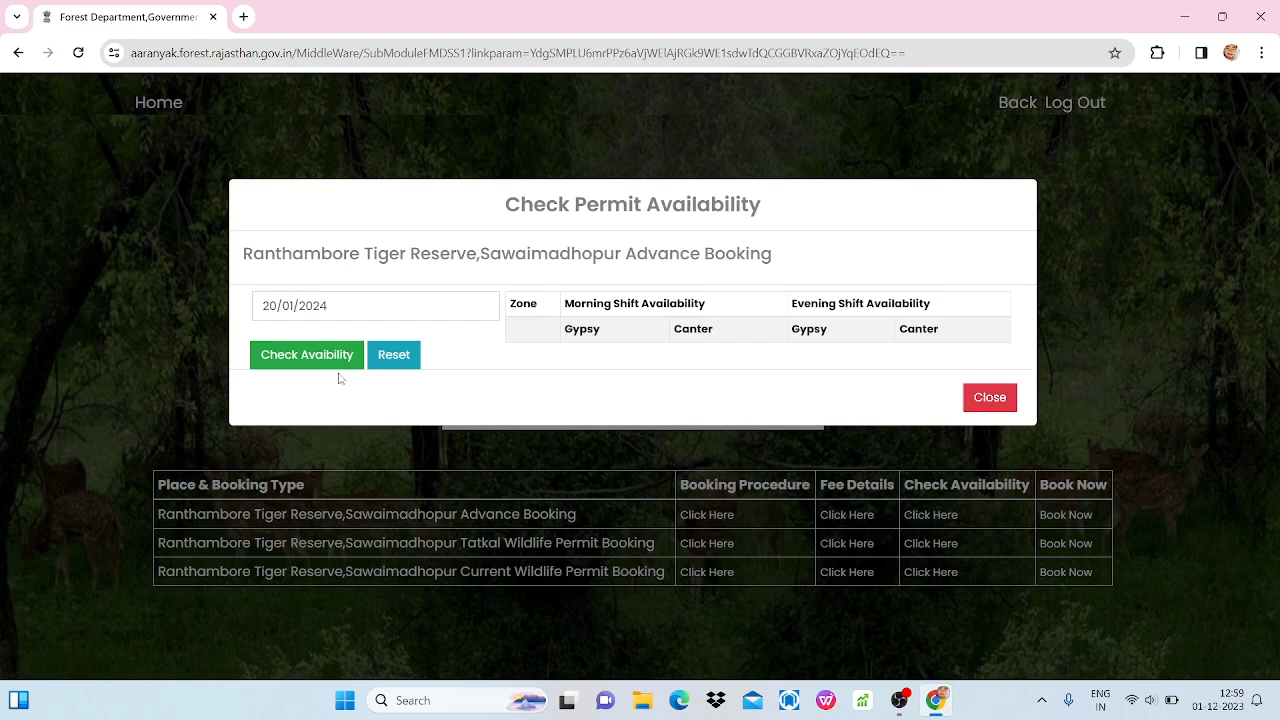 Forest Department,Governmer
aaranyak.forest.rajasthan.gov.in/MiddleWare/SubModuleFMDSS1?linkparam=YdgSMPLU6mrPPz6aVjWElAjRGk9WE1sdwrdQCGGBVSxaZOjYqEOdEQ==
Home
Back Log Out
Check Permit Availability
Ranthambore Tiger Reserve,Sawaimadhopur Advance Booking
20/01/2024
Zone Morning Shift Availability Evening Shift Availability
Gypsy Canter Gypsy Canter
Check Avaibility Reset
Close
Place & Booking Type Booking Procedure Fee Details Check Availability Book Now
Ranthambore Tiger Reserve,Sawaimadhopur Advance Booking Click Here Click Here Click Here Book Now
Ranthambore Tiger Reserve,Sawaimadhopur Tatkal Wildlife Permit Booking Click Here Click Here Click Here Book Now
Ranthambore Tiger Reserve,Sawaimadhopur Current Wildlife Permit Booking Click Here Click Here Click Here Book Now
Search
ENG
IN
12:59
01-12-2023